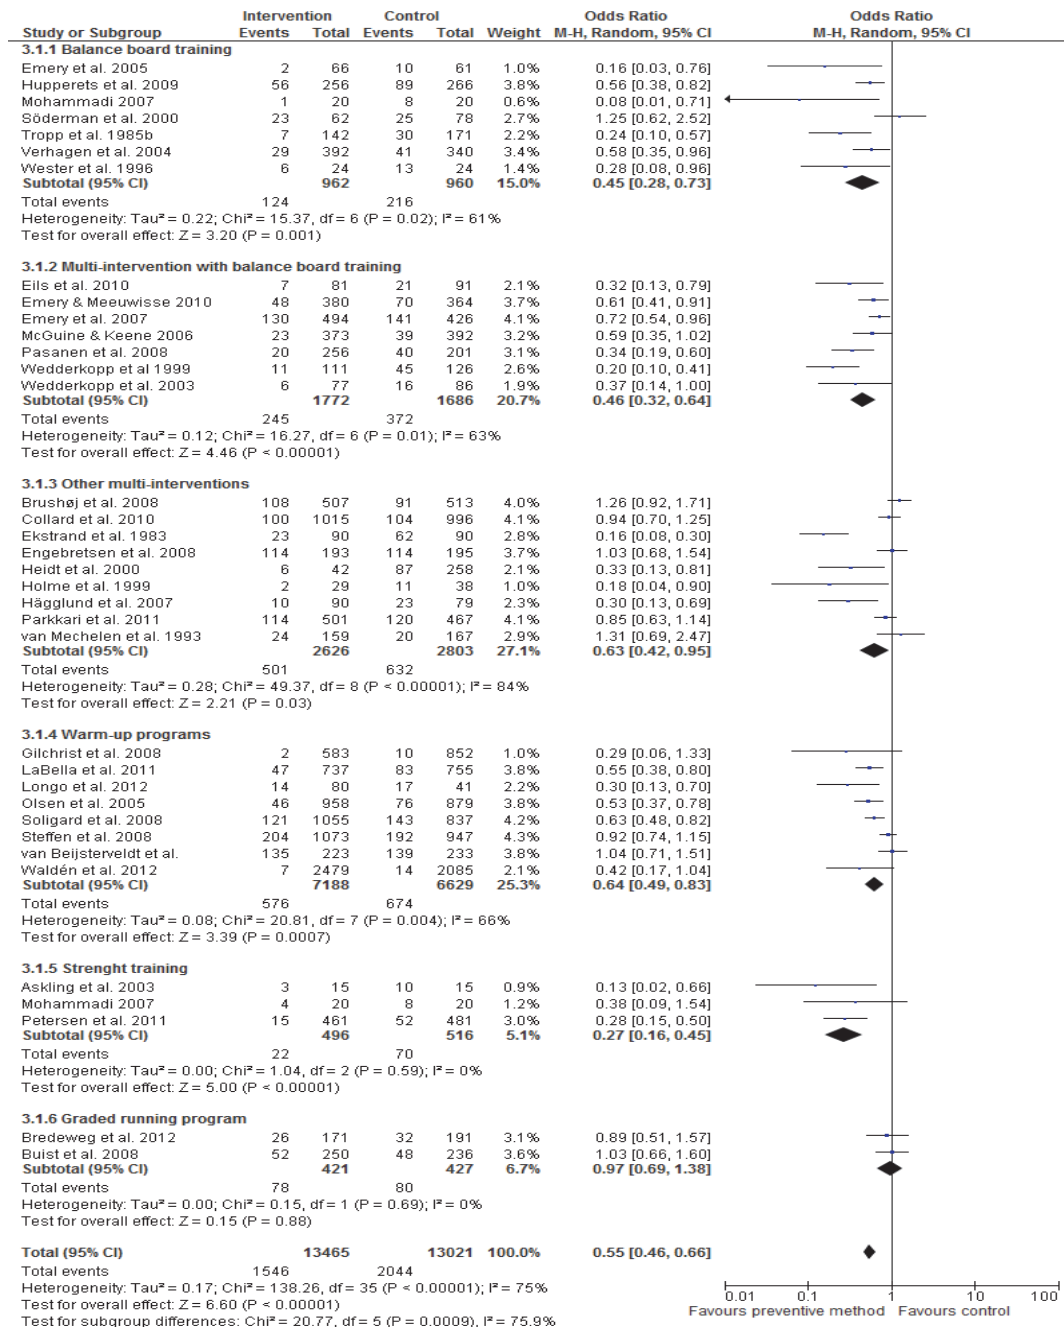 Intervention Control Odds Ratio Odds Ratio
Study or Subgroup Events Total Events Total Weight M-H, Random, 95% CI M-H, Random, 95% CI
3.1.1 Balance board training
Emery et al. 2005 2 66 10 61 1.0% 0.16 [0.03, 0.76]
Hupperets et al. 2009 56 256 89 266 3.8% 0.56 [0.38, 0.82]
Mohammadi 2007 1 20 8 20 0.6% 0.08 [0.01, 0.71]
Söderman et al. 2000 23 62 25 78 2.7% 1.25 [0.62, 2.52]
Tropp et al. 1985b 7 142 30 171 2.2% 0.24 [0.10, 0.57]
Verhagen et al. 2004 29 392 41 340 3.4% 0.58 [0.35, 0.96]
Wester et al. 1996 6 24 13 24 1.4% 0.28 [0.08, 0.96]
Subtotal (95% CI) 962 960 15.0% 0.45 [0.28, 0.73]
Total events 124 216
Heterogeneity: Tau² = 0.22; Chi² = 15.37, df = 6 (P = 0.02); I² = 61%
Test for overall effect: Z = 3.20 (P = 0.001)
3.1.2 Multi-intervention with balance board training
Eils et al. 2010 7 81 21 91 2.1% 0.32 [0.13, 0.79]
Emery & Meeuwisse 2010 48 380 70 364 3.7% 0.61 [0.41, 0.91]
Emery et al. 2007 130 494 141 426 4.1% 0.72 [0.54, 0.96]
McGuine & Keene 2006 23 373 39 392 3.3% 0.59 [0.35, 1.02]
Pasanen et al. 2008 20 256 40 201 3.1% 0.34 [0.19, 0.60]
Wedderkopp et al 1999 11 111 45 126 2.6% 0.20 [0.10, 0.41]
Wedderkopp et al. 2003 6 77 16 86 1.9% 0.37 [0.14, 1.00]
Subtotal (95% CI) 1772 1686 20.7% 0.46 [0.32, 0.64]
Total events 245 372
Heterogeneity: Tau² = 0.12; Chi² = 16.27, df = 6 (P = 0.01); I² = 63%
Test for overall effect: Z = 4.46 (P < 0.00001)
3.1.3 Other multi-interventions
Brushøj et al. 2008 108 507 91 513 4.0% 1.26 [0.92, 1.71]
Collard et al. 2010 100 1015 104 996 4.1% 0.94 [0.70, 1.25]
Ekstrand et al. 1983 23 90 62 90 2.8% 0.16 [0.08, 0.30]
Engebretsen et al. 2008 114 193 114 195 3.7% 1.03 [0.68, 1.54]
Heidt et al. 2000 6 42 87 258 2.1% 0.33 [0.13, 0.81]
Holme et al. 1999 2 29 11 38 1.0% 0.18 [0.04, 0.90]
Hägglund et al. 2007 10 90 23 79 2.3% 0.30 [0.13, 0.69]
Parkkari et al. 2011 114 501 120 467 4.1% 0.85 [0.63, 1.14]
van Mechelen et al. 1993 24 159 20 167 2.9% 1.31 [0.69, 2.47]
Subtotal (95% CI) 2626 2803 27.1% 0.63 [0.42, 0.95]
Total events 501 632
Heterogeneity: Tau² = 0.28; Chi² = 49.37, df = 8 (P < 0.00001); I² = 84%
Test for overall effect: Z = 2.21 (P = 0.03)
3.1.4 Warm-up programs
Gilchrist et al. 2008 2 583 10 852 1.0% 0.29 [0.06, 1.33]
LaBella et al. 2011 47 737 83 755 3.8% 0.55 [0.38, 0.80]
Longo et al. 2012 14 80 17 41 2.2% 0.30 [0.13, 0.70]
Olsen et al. 2005 46 958 76 879 3.8% 0.53 [0.37, 0.78]
Soligard et al. 2008 121 1055 143 837 4.1% 0.63 [0.48, 0.82]
Steffen et al. 2008 204 1073 192 947 4.3% 0.92 [0.74, 1.15]
van Beijsterveldt et al. 135 223 139 233 3.8% 1.04 [0.71, 1.51]
Waldén et al. 2012 7 2479 14 2085 2.1% 0.42 [0.17, 1.04]
Subtotal (95% CI) 7188 6629 25.3% 0.64 [0.49, 0.83]
Total events 576 674
Heterogeneity: Tau² = 0.08; Chi² = 20.81, df = 7 (P = 0.004); I² = 66%
Test for overall effect: Z = 3.39 (P = 0.0007)
3.1.5 Strenght training
Askling et al. 2003 3 15 10 15 0.9% 0.13 [0.02, 0.66]
Mohammadi 2007 4 20 8 20 1.2% 0.38 [0.09, 1.54]
Petersen et al. 2011 15 461 52 481 3.0% 0.28 [0.15, 0.50]
Subtotal (95% CI) 496 516 5.1% 0.27 [0.16, 0.45]
Total events 22 70
Heterogeneity: Tau² = 0.00; Chi² = 1.04, df = 2 (P = 0.59); I² = 0%
Test for overall effect: Z = 5.00 (P < 0.00001)
3.1.6 Graded running program
Bredeweg et al. 2012 26 171 32 191 3.1% 0.89 [0.51, 1.57]
Buist et al. 2008 52 250 48 236 3.6% 1.03 [0.66, 1.60]
Subtotal (95% CI) 421 427 6.7% 0.97 [0.69, 1.38]
Total events 78 80
Heterogeneity: Tau² = 0.00; Chi² = 0.15, df = 1 (P = 0.69); I² = 0%
Test for overall effect: Z = 0.15 (P = 0.88)
Total (95% CI) 13465 13021 100.0% 0.55 [0.46, 0.66]
Total events 1546 2044
Heterogeneity: Tau² = 0.17; Chi² = 138.26, df = 35 (P < 0.00001); I² = 75%
Test for overall effect: Z = 6.60 (P < 0.00001)
Test for subgroup differences: Chi² = 20.77, df = 5 (P = 0.0009), I² = 75.9%
0.01 0.1 1 10 100
Favours preventive method Favours control